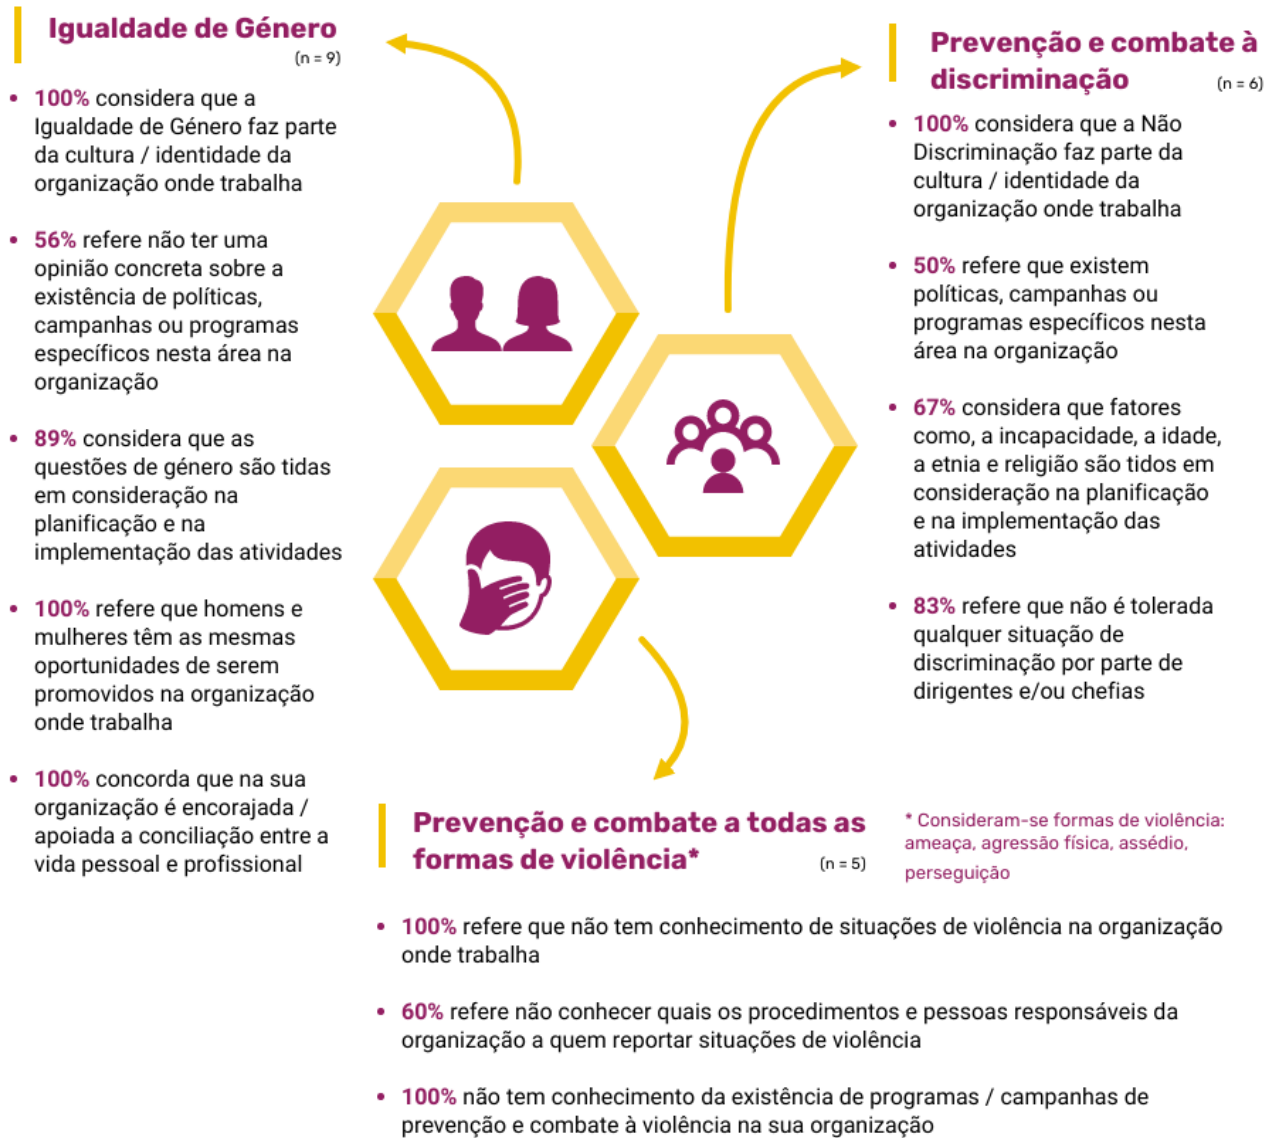 Igualdade de Género
(n = 9)
• 100% considera que a
Igualdade de Género faz parte
da cultura / identidade da
organização onde trabalha
• 56% refere não ter uma
opinião concreta sobre a
existência de políticas,
campanhas ou programas
específicos nesta área na
organização
• 89% considera que as
questões de género são tidas
em consideração na
planificação e na
implementação das atividades
• 100% refere que homens e
mulheres têm as mesmas
oportunidades de serem
promovidos na organização
onde trabalha
• 100% concorda que na sua
organização é encorajada /
apoiada a conciliação entre a
vida pessoal e profissional
Prevenção e combate à
discriminação (n = 6)
• 100% considera que a Não
Discriminação faz parte da
cultura / identidade da
organização onde trabalha
• 50% refere que existem
políticas, campanhas ou
programas específicos nesta
área na organização
• 67% considera que fatores
como, a incapacidade, a idade,
a etnia e religião são tidos em
consideração na planificação
e na implementação das
atividades
• 83% refere que não é tolerada
qualquer situação de
discriminação por parte de
dirigentes e/ou chefias
Prevenção e combate a todas as
formas de violência* (n = 5)
* Consideram-se formas de violência:
ameaça, agressão física, assédio,
perseguição
• 100% refere que não tem conhecimento de situações de violência na organização
onde trabalha
• 60% refere não conhecer quais os procedimentos e pessoas responsáveis da
organização a quem reportar situações de violência
• 100% não tem conhecimento da existência de programas / campanhas de
prevenção e combate à violência na sua organização